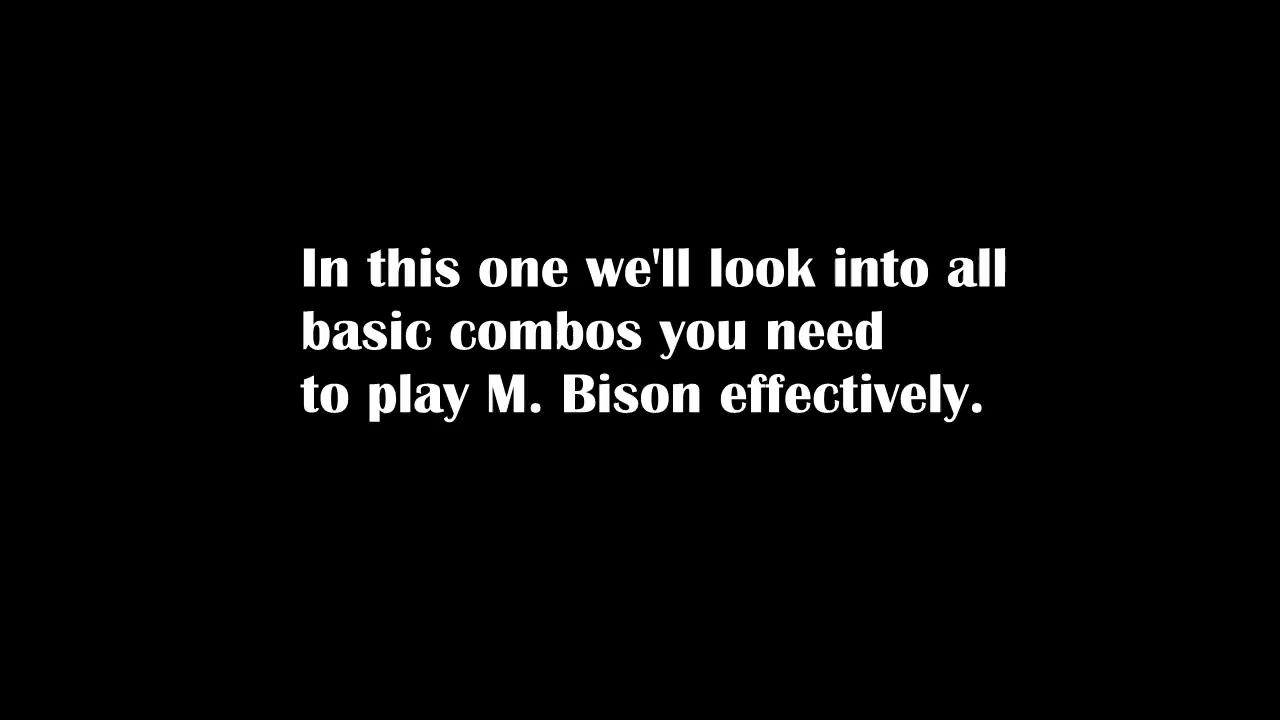 In this one we'll look into all
basic combos you need
to play M. Bison effectively.